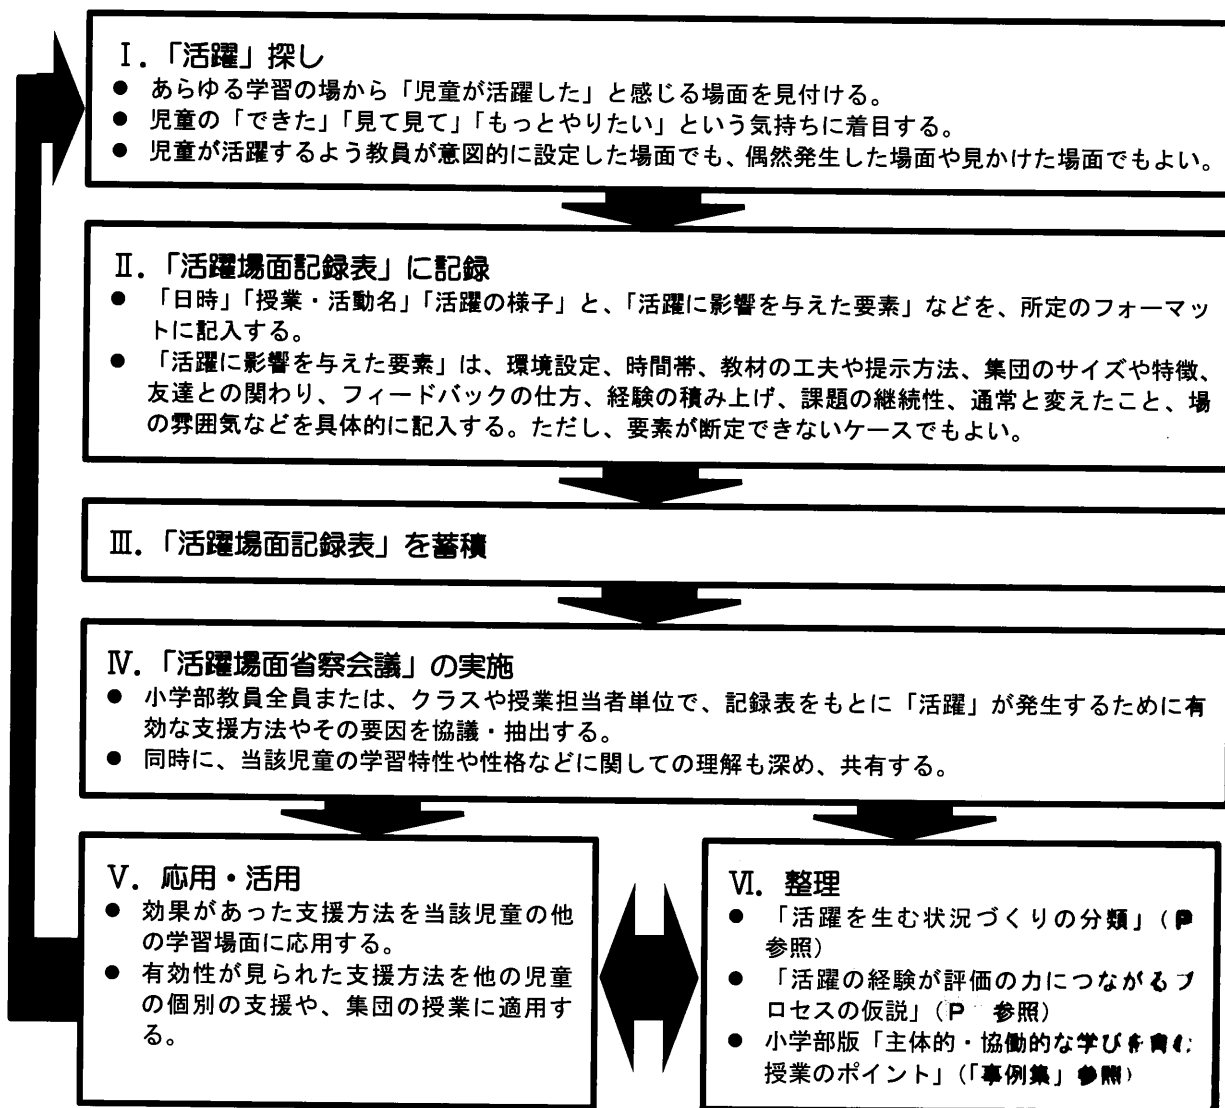 Ⅰ．「活躍」探し
● あらゆる学習の場から「児童が活躍した」と感じる場面を見付ける。
● 児童の「できた」「見て見て」「もっとやりたい」という気持ちに着目する。
● 児童が活躍するよう教員が意図的に設定した場面でも、偶然発生した場面や見かけた場面でもよい。
Ⅱ．「活躍場面記録表」に記録
● 「日時」「授業・活動名」「活躍の様子」と、「活躍に影響を与えた要素」などを、所定のフォーマッ
トに記入する。
● 「活躍に影響を与えた要素」は、環境設定、時間帯、教材の工夫や提示方法、集団のサイズや特徴、
友達との関わり、フィードバックの仕方、経験の積み上げ、課題の継続性、通常と変えたこと、場
の雰囲気などを具体的に記入する。ただし、要素が断定できないケースでもよい。
Ⅲ．「活躍場面記録表」を蓄積
Ⅳ．「活躍場面省察会議」の実施
● 小学部教員全員または、クラスや授業担当者単位で、記録表をもとに「活躍」が発生するために有
効な支援方法やその要因を協議・抽出する。
● 同時に、当該児童の学習特性や性格などに関しての理解も深め、共有する。
Ⅴ．応用・活用
● 効果があった支援方法を当該児童の他
の学習場面に応用する。
● 有効性が見られた支援方法を他の児童
の個別の支援や、集団の授業に適用す
る。
Ⅵ．整理
● 「活躍を生む状況づくりの分類」（P
参照）
● 「活躍の経験が評価の力につながるプ
ロセスの仮説」（P 参照）
● 小学部版「主体的・協働的な学びを育む
授業のポイント」（「事例集」参照）